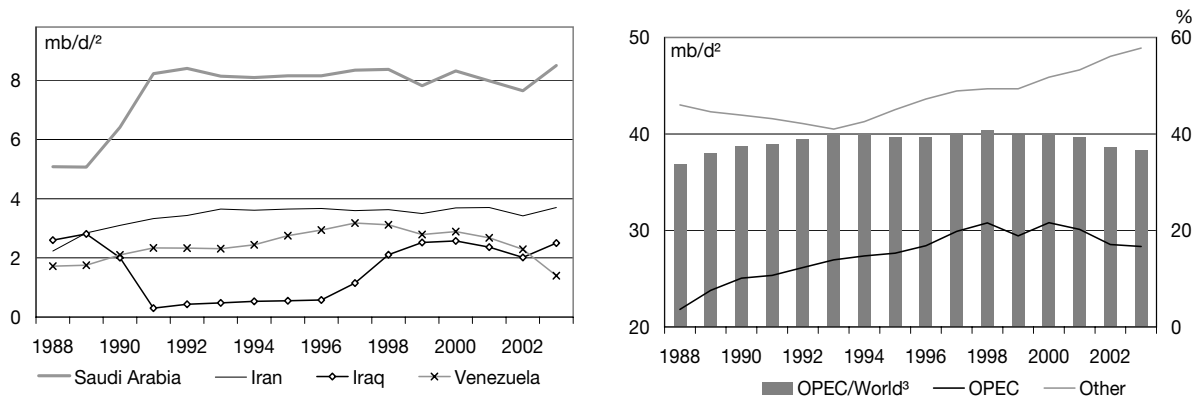 mb/d/²
8
6
4
2
0
1988 1990 1992 1994 1996 1998 2000 2002
Saudi Arabia Iran Iraq Venezuela
%
50 60
mb/d²
40 40
30 20
20 0
1988 1990 1992 1994 1996 1998 2000 2002
OPEC/World³ OPEC Other